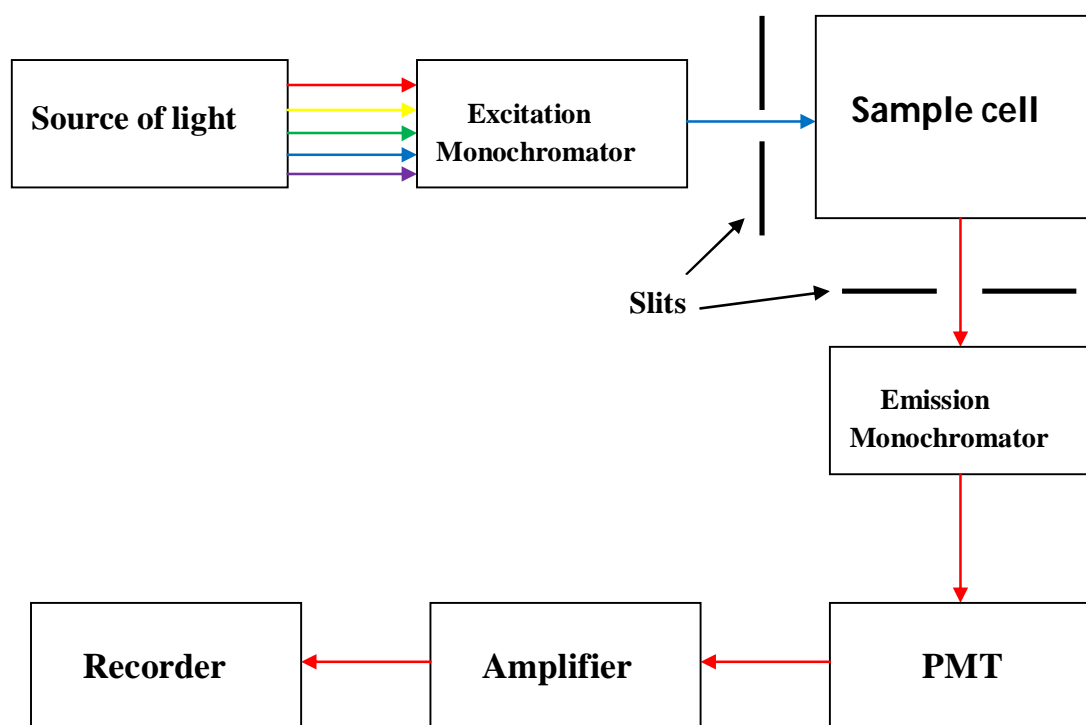 Source of light
Excitation
Monochromator
Sample cell
Slits
Emission
Monochromator
Recorder
Amplifier
PMT